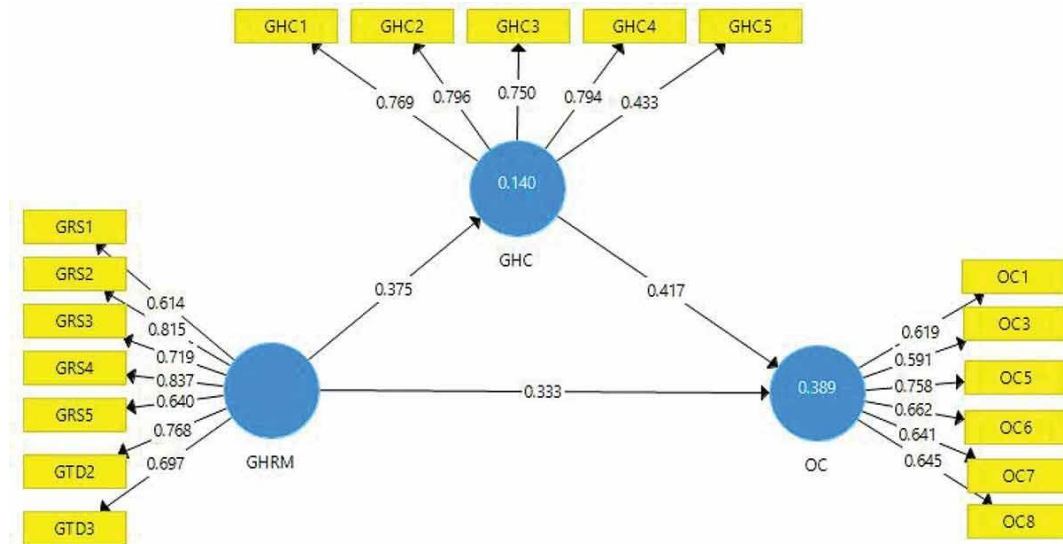 GHC1 GHC2 GHC3 GHC4 GHC5
0.769 0.796 0.750 0.794 0.433
0.140
GHC
GRS1
GRS2
GRS3
GRS4
GRS5
GTD2
GTD3
0.614
0.815
0.719
0.837
0.640
0.768
0.697
GHRM
0.375
0.417
0.333
0.389
OC
0.619
0.591
0.758
0.662
0.641
0.645
OC1
OC3
OC5
OC6
OC7
OC8